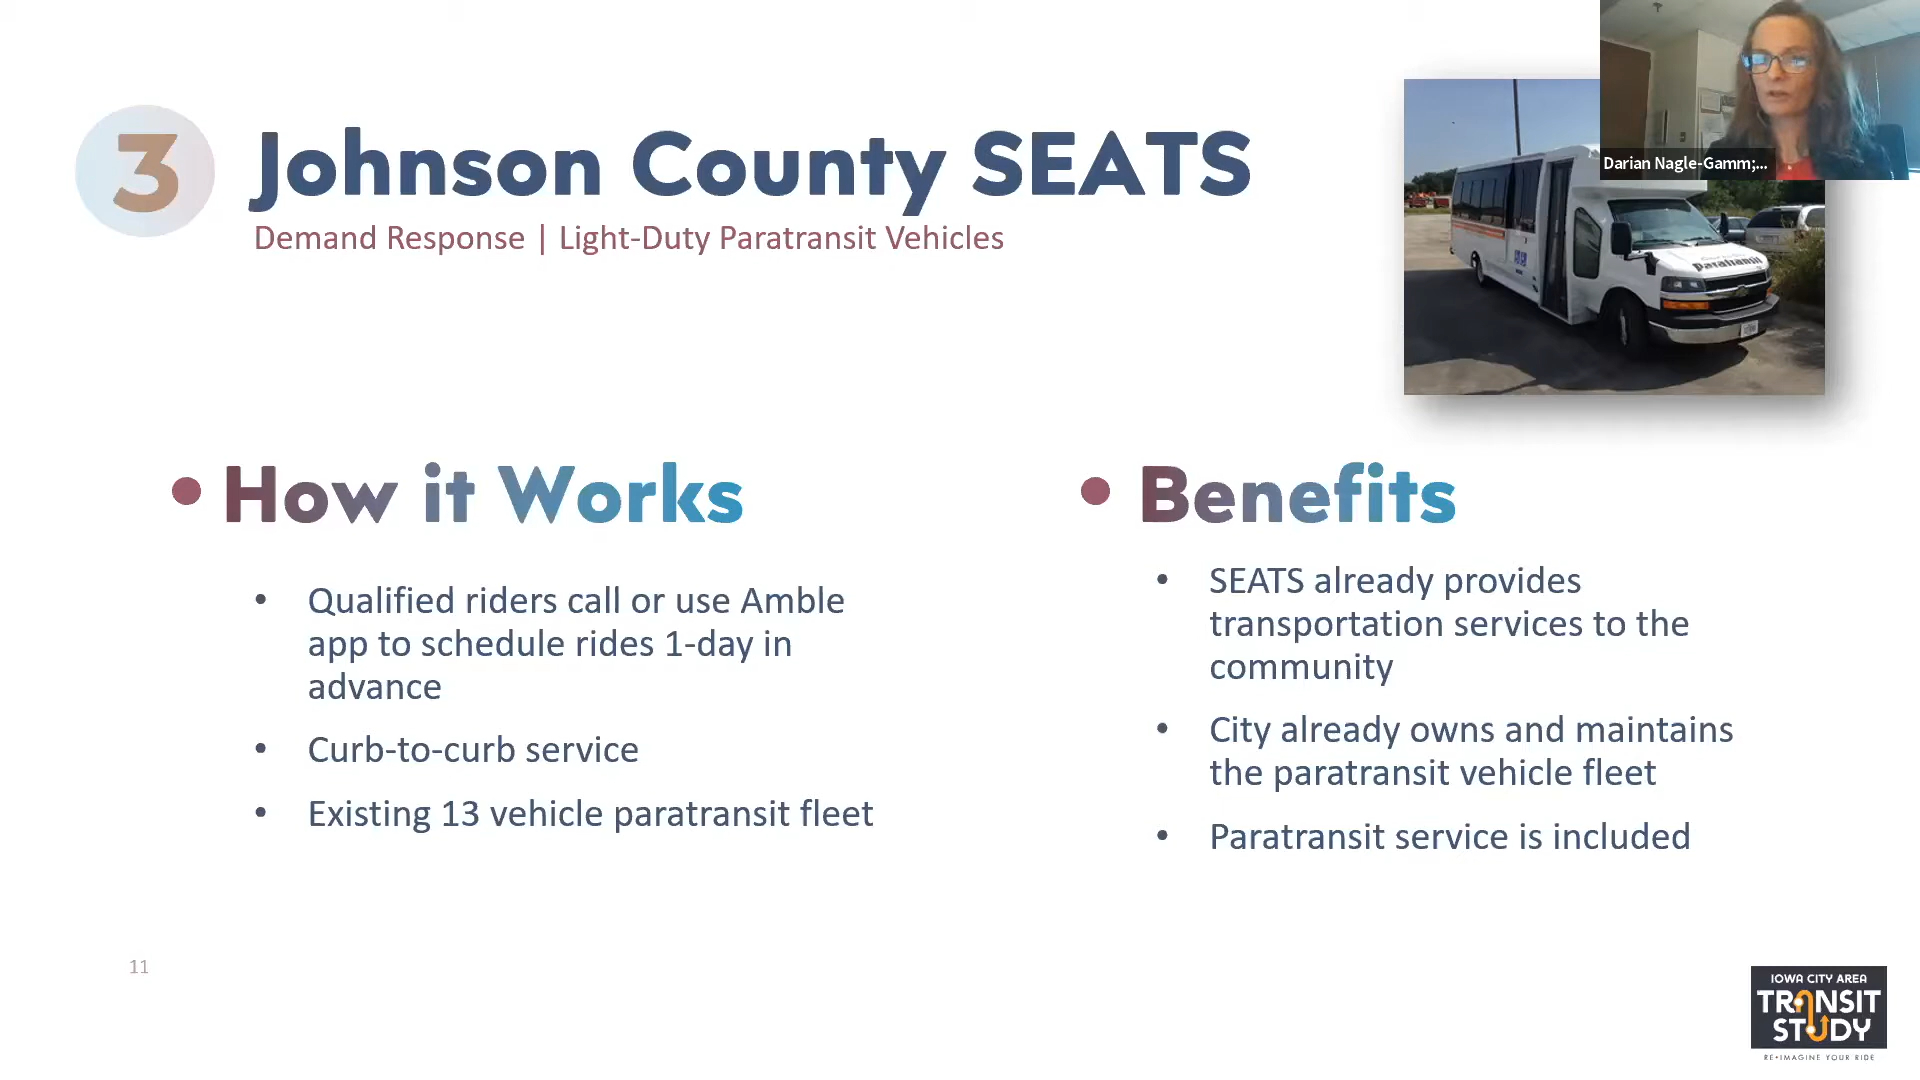 3
Johnson County SEATS
Demand Response | Light-Duty Paratransit Vehicles
Darian Nagle-Gamm;...
Paratransit
How it Works
Qualified riders call or use Amble
app to schedule rides 1-day in
advance
Curb-to-curb service
Existing 13 vehicle paratransit fleet
Benefits
SEATS already provides
transportation services to the
community
City already owns and maintains
the paratransit vehicle fleet
Paratransit service is included
11
IOWA CITY AREA
TRANSIT
STUDY
RE•IMAGINE YOUR RIDE